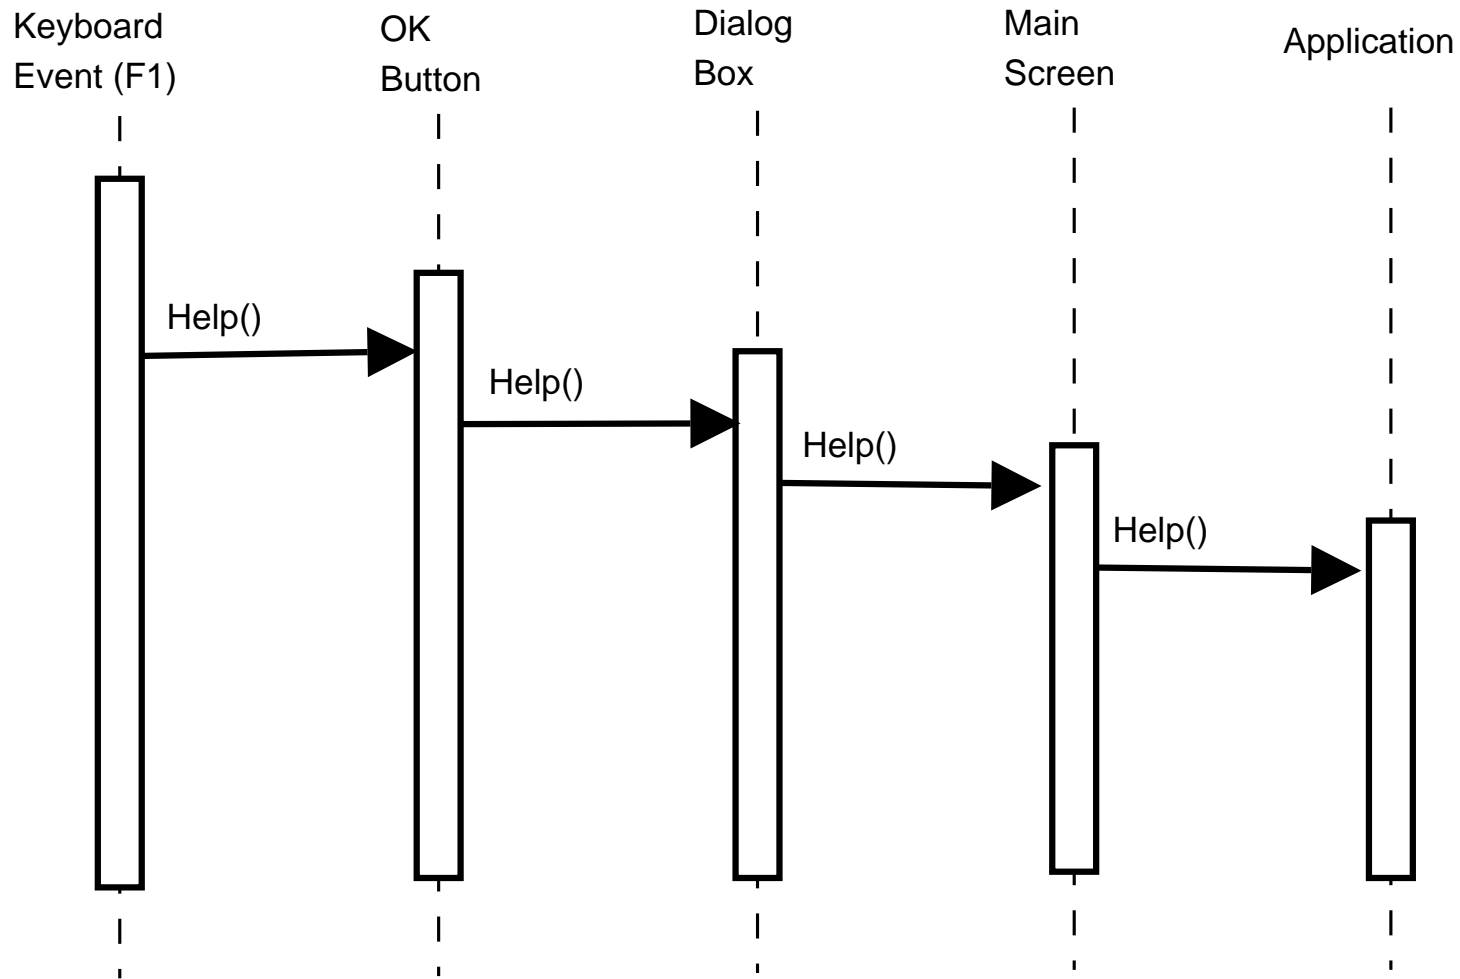 Keyboard
Event (F1)
OK
Button
Dialog
Box
Main
Screen
Application
Help()
Help()
Help()
Help()